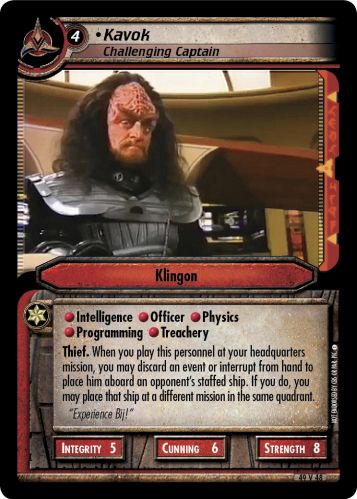 4
•Kavok
Challenging Captain
Klingon
Intelligence Officer Physics
Programming Treachery
Thief. When you play this personnel at your headquarters
mission, you may discard an event or interrupt from hand to
place him aboard an opponent's staffed ship. If you do, you
may place that ship at a different mission in the same quadrant.
"Experience Bij!"
INTEGRITY 5 CUNNING 6 STRENGTH 8
40 V 48